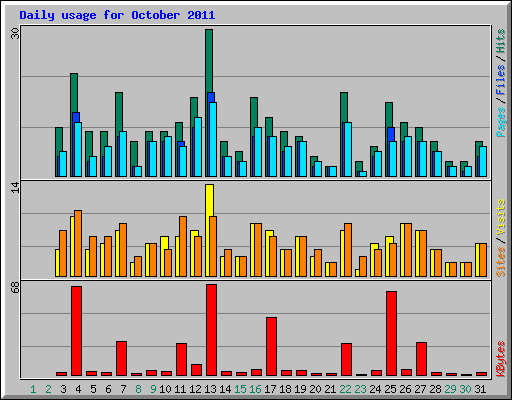 Daily usage for October 2011
30
Pages / Files / Hits
14
Sites / Visits
68
KBytes
1 2 3 4 5 6 7 8 9 10 11 12 13 14 15 16 17 18 19 20 21 22 23 24 25 26 27 28 29 30 31